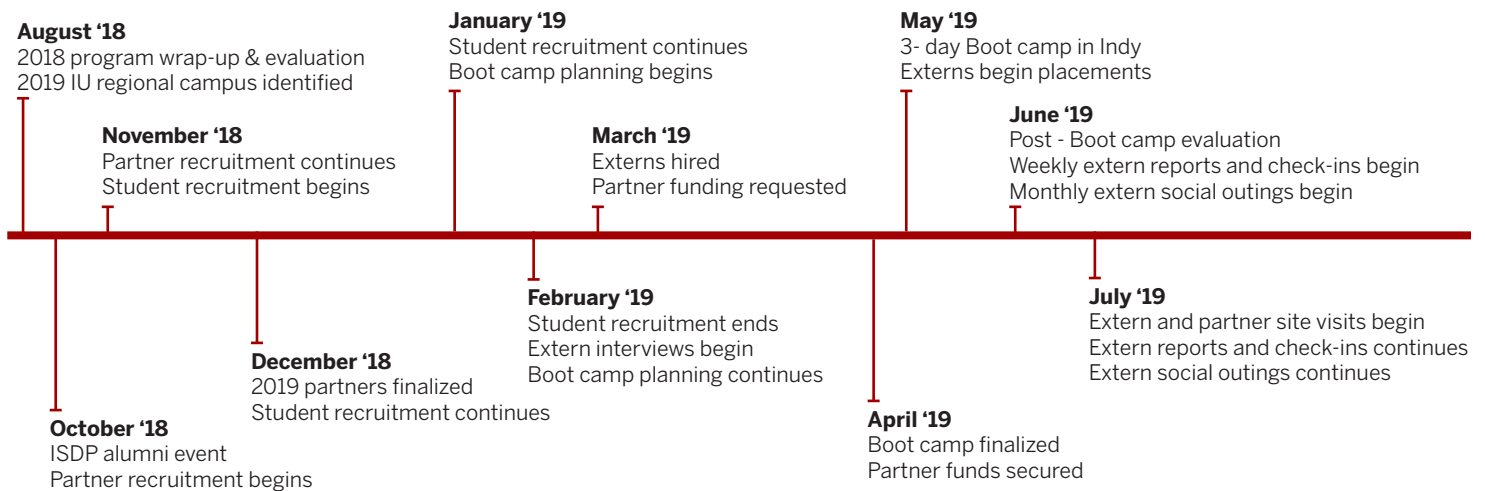 August ‘18
2018 program wrap-up & evaluation
2019 IU regional campus identified
October ‘18
ISDP alumni event
Partner recruitment begins
November ‘18
Partner recruitment continues
Student recruitment begins
December ‘18
2019 partners finalized
Student recruitment continues
January ‘19
Student recruitment continues
Boot camp planning begins
February ‘19
Student recruitment ends
Extern interviews begin
Boot camp planning continues
March ‘19
Externs hired
Partner funding requested
April ‘19
Boot camp finalized
Partner funds secured
May ‘19
3- day Boot camp in Indy
Externs begin placements
June ‘19
Post - Boot camp evaluation
Weekly extern reports and check-ins begin
Monthly extern social outings begin
July ‘19
Extern and partner site visits begin
Extern reports and check-ins continues
Extern social outings continues